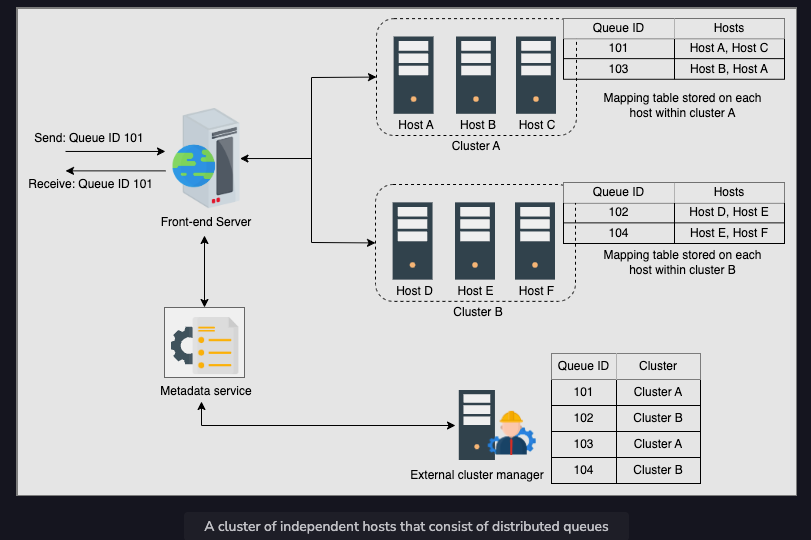 Queue ID Hosts
101 Host A, Host C
103 Host B, Host A
Mapping table stored on each
host within cluster A
Host A Host B Host C
Cluster A
Send: Queue ID 101
Receive: Queue ID 101
Front-end Server
Queue ID Hosts
102 Host D, Host E
104 Host E, Host F
Mapping table stored on each
host within cluster B
Host D Host E Host F
Cluster B
Metadata service
Queue ID Cluster
101 Cluster A
102 Cluster B
103 Cluster A
104 Cluster B
External cluster manager
A cluster of independent hosts that consist of distributed queues